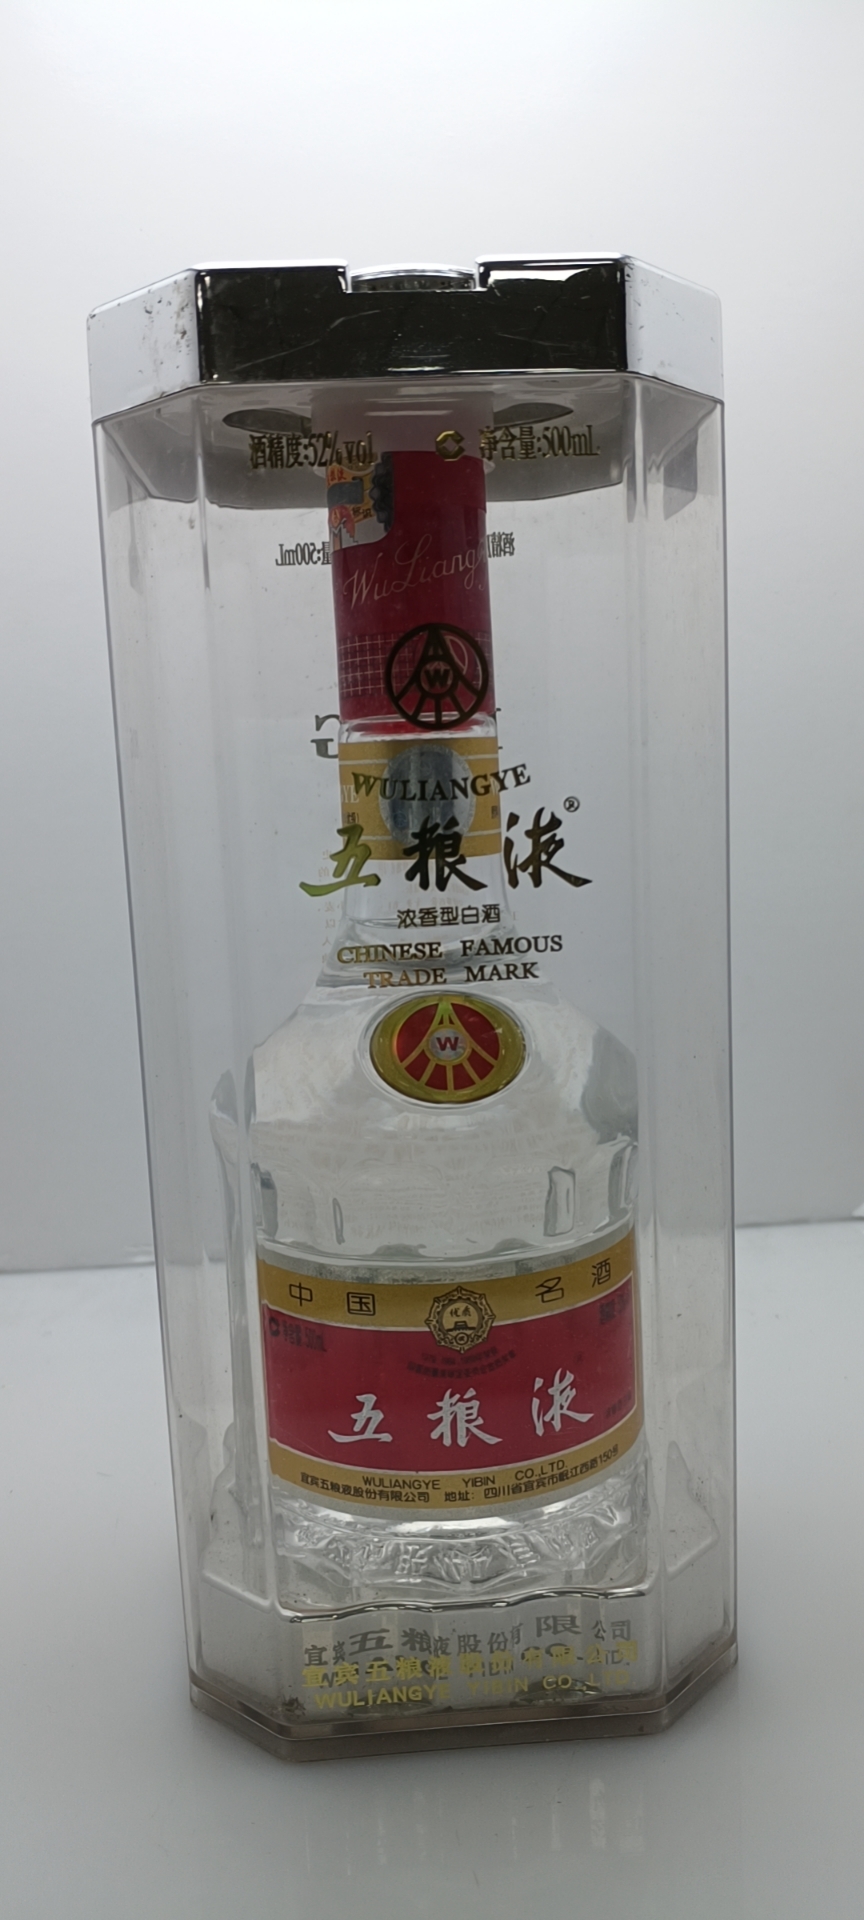 酒精度:52%vol 净含量:500mL
WuLiang
W
WULIANGYE
五粮液®
浓香型白酒
CHINESE FAMOUS
TRADE MARK
W
中国名酒
优质
五粮液
WULIANGYE YIBIN CO.,LTD.
宜宾五粮液股份有限公司 地址: 四川省宜宾市岷江西路150号
宜宾五粮液股份有限公司
WULIANGYE YIBIN CO.,LTD